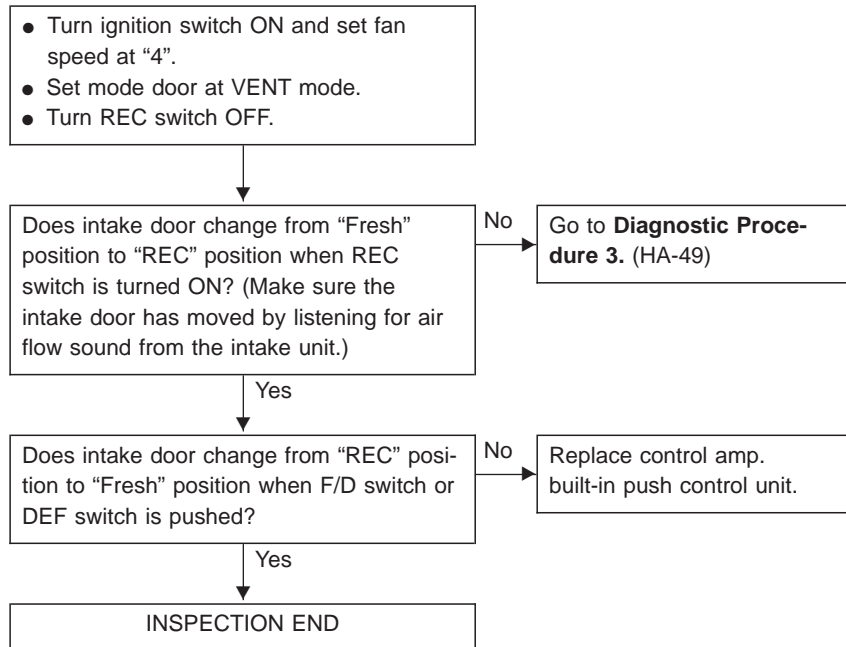 ● Turn ignition switch ON and set fan
speed at “4”.
● Set mode door at VENT mode.
● Turn REC switch OFF.
Does intake door change from “Fresh”
position to “REC” position when REC
switch is turned ON? (Make sure the
intake door has moved by listening for air
flow sound from the intake unit.)
No
Go to Diagnostic Proce-
dure 3. (HA-49)
Yes
Does intake door change from “REC” posi-
tion to “Fresh” position when F/D switch or
DEF switch is pushed?
No
Replace control amp.
built-in push control unit.
Yes
INSPECTION END